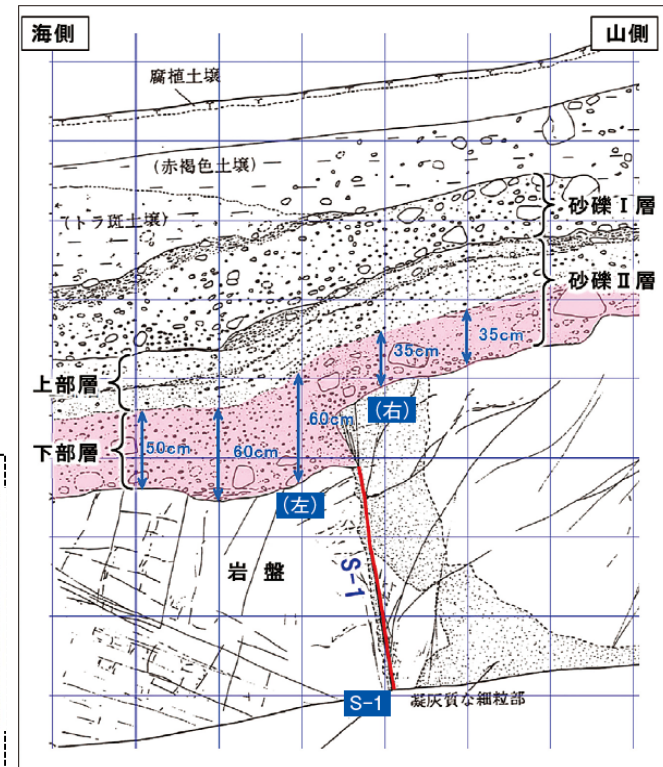 海側
山側
腐植土壌
(赤褐色土壌)
(トラ斑土壌)
砂礫Ⅰ層
砂礫Ⅱ層
上部層
下部層
50cm
60cm
60cm
35cm
35cm
(右)
(左)
岩 盤
S-1
S-1
凝灰質な細粒部